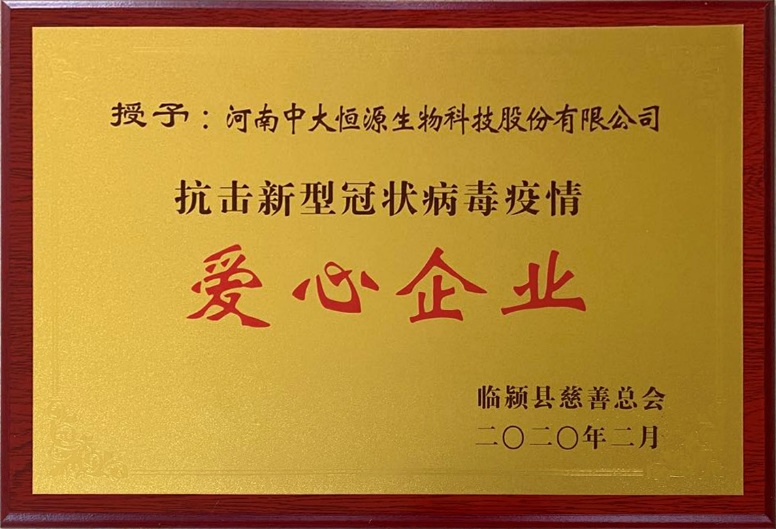 授予：河南中大恒源生物科技股份有限公司
抗击新型冠状病毒疫情
爱心企业
临颍县慈善总会
二〇二〇年二月